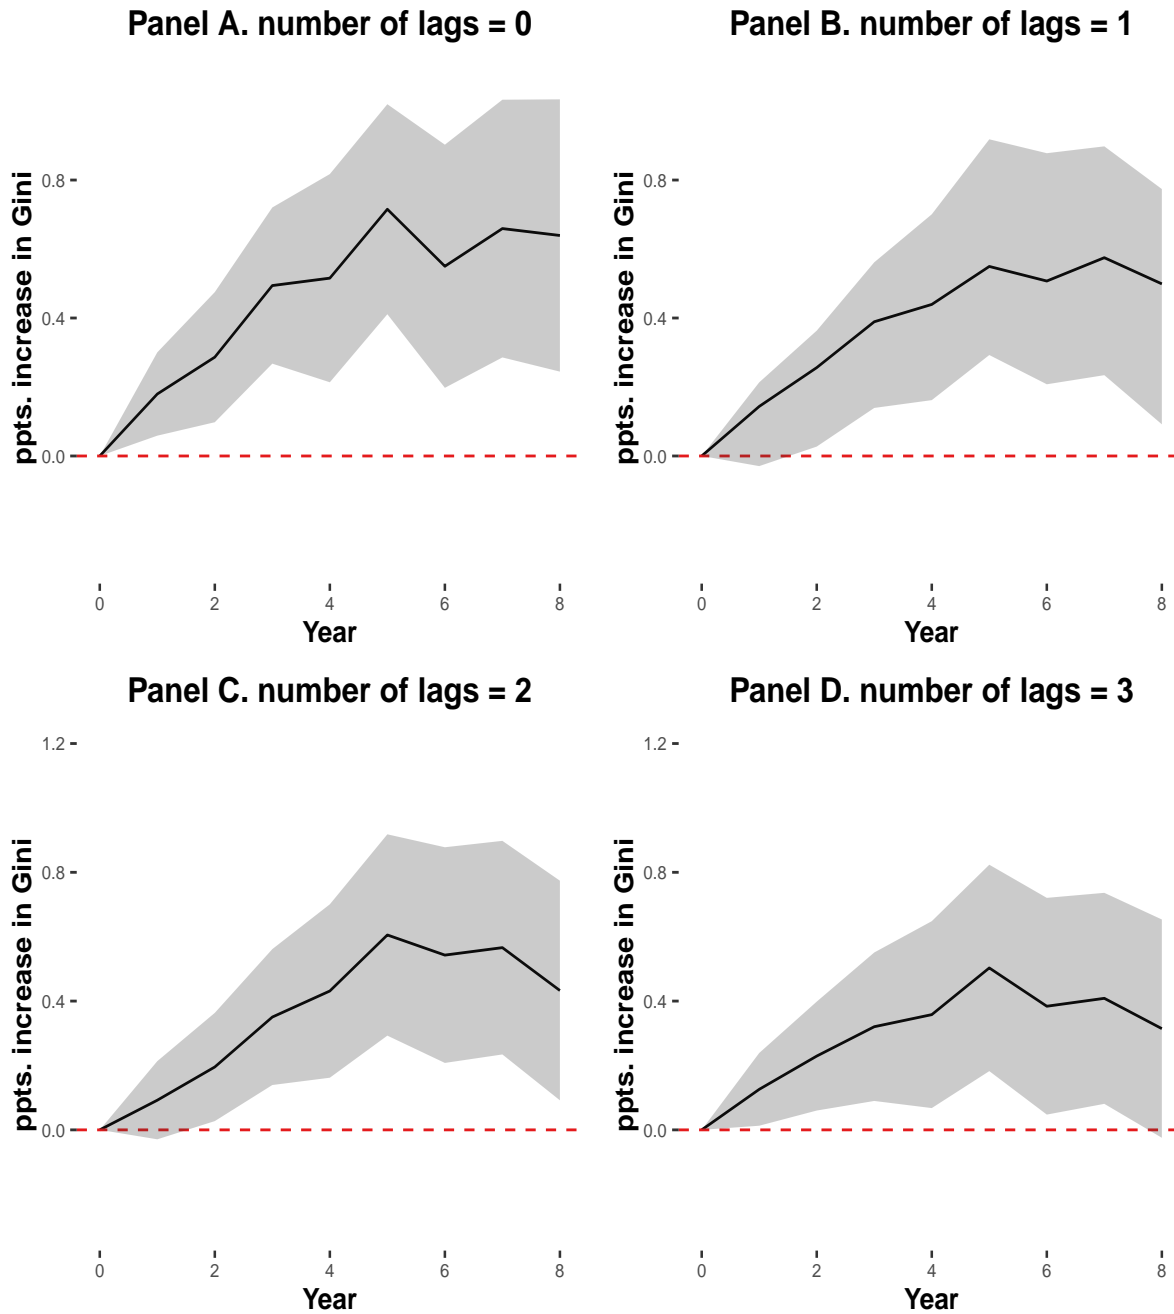 Panel A. number of lags = 0
ppts. increase in Gini
0.8
0.4
0.0
0 2 4 6 8
Year
Panel B. number of lags = 1
ppts. increase in Gini
0.8
0.4
0.0
0 2 4 6 8
Year
Panel C. number of lags = 2
ppts. increase in Gini
1.2
0.8
0.4
0.0
0 2 4 6 8
Year
Panel D. number of lags = 3
ppts. increase in Gini
1.2
0.8
0.4
0.0
0 2 4 6 8
Year